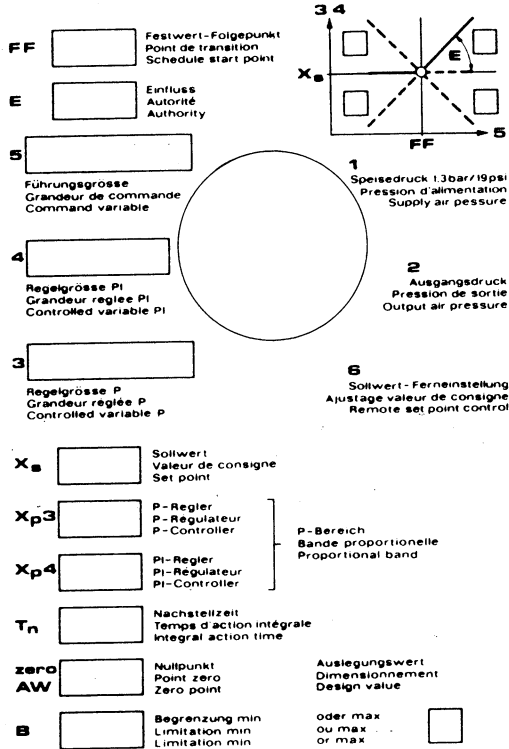 FF
Festwert-Folgepunkt
Point de transition
Schedule start point
E
Einfluss
Autorité
Authority
3 4
E
Xs
FF
5
5
Führungsgrösse
Grandeur de commande
Command variable
1
Speisedruck 1.3bar/19psi
Pression d'alimentation
Supply air pessure
4
Regelgrösse PI
Grandeur reglée PI
Controlled variable PI
2
Ausgangsdruck
Pression de sortie
Output air pressure
3
Regelgrösse P
Grandeur réglée P
Controlled variable P
6
Sollwert-Ferneinstellung
Ajustage valeur de consigne
Remote set point control
Xs
Sollwert
Valeur de consigne
Set point
Xp3
P-Regler
P-Régulateur
P-Controller
P-Bereich
Bande proportionelle
Proportional band
Xp4
PI-Regler
PI-Régulateur
PI-Controller
Tn
Nachstellzeit
Temps d'action intégrale
Integral action time
zero
AW
Nullpunkt
Point zero
Zero point
Auslegungswert
Dimensionnement
Design value
B
Begrenzung min
Limitation min
Limitation min
oder max
ou max
or max